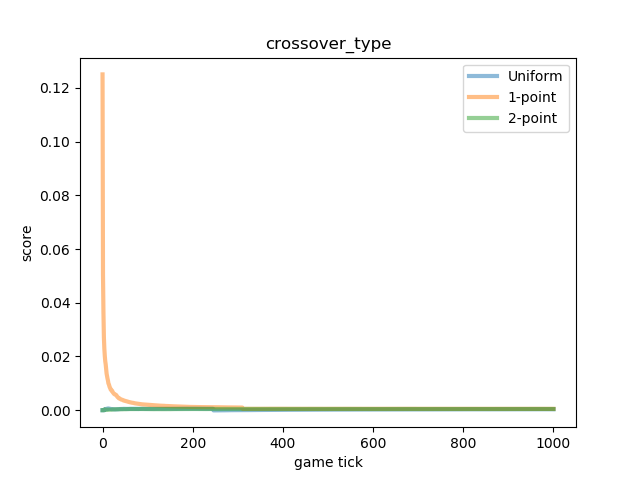 crossover_type
Uniform
1-point
2-point
score
0.12
0.10
0.08
0.06
0.04
0.02
0.00
0 200 400 600 800 1000
game tick